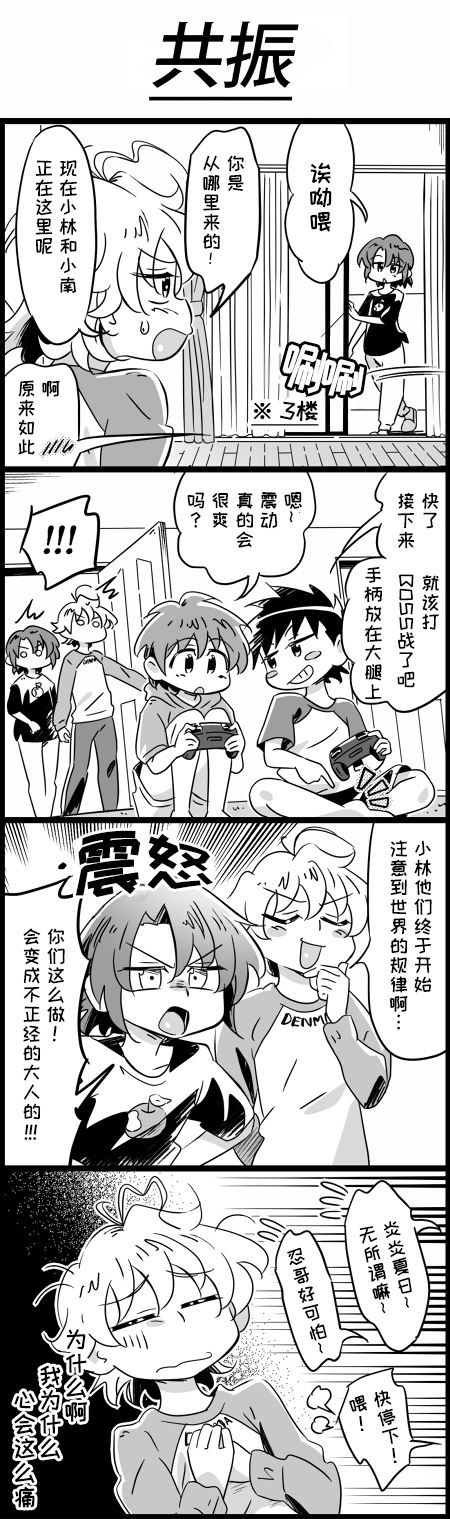 共振
诶呦喂
你是
从哪里来的！
现在小林和小南
正在这里呢
唰唰
※ 3楼
啊
原来如此
快了
接下来
就该打
BOSS战了吧
手柄放在大腿上
嗯~
震动
真的会
很爽
吗？
!!!
DENMA
小林他们终于开始
注意到世界的规律啊…
震怒
DENMA
你们这么做！
会变成不正经的大人的!!!
炎炎夏日~
无所谓嘛~
忍哥好可怕~
快停下！
喂！
为什么啊
我为什么
心会这么痛